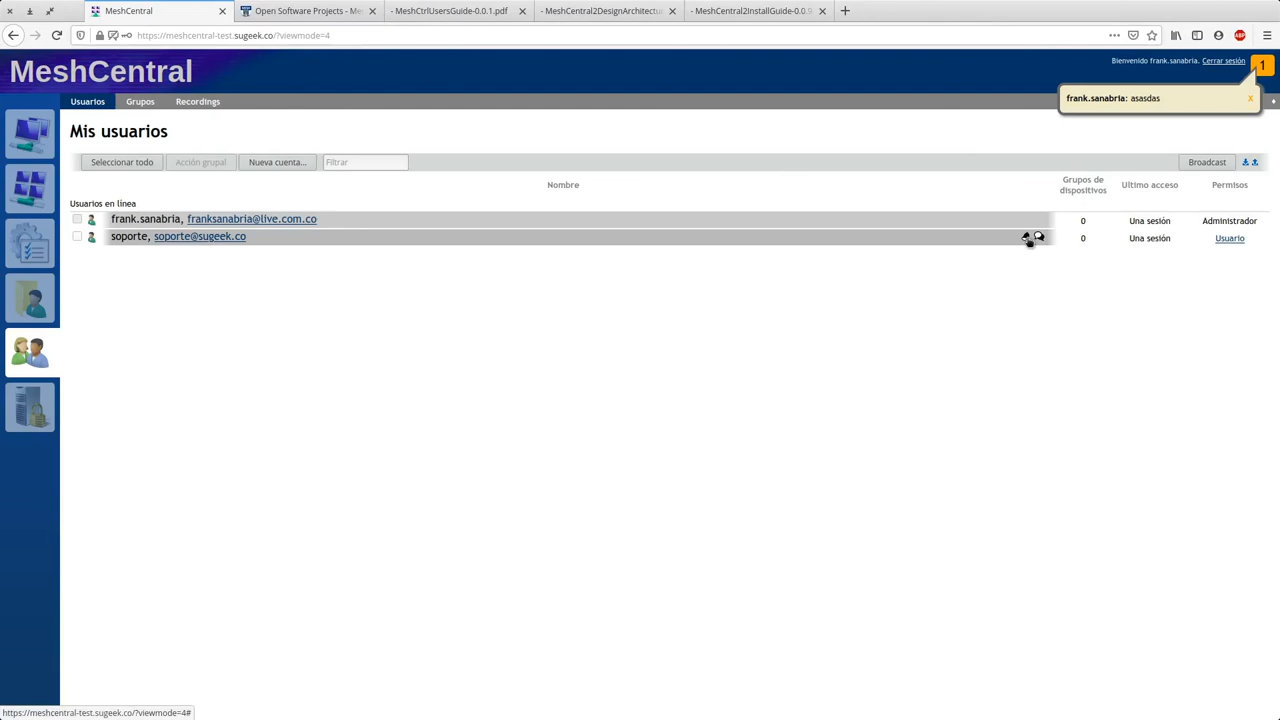 MeshCentral
Open Software Projects - Me
- MeshCtrlUsersGuide-0.0.1.pdf
- MeshCentral2DesignArchitectu
- MeshCentral2InstallGuide-0.0.9
https://meshcentral-test.sugeek.co/?viewmode=4
ABP
MeshCentral
Bienvenido frank.sanabria. Cerrar sesión
1
frank.sanabria: asasdas X
Usuarios Grupos Recordings
Mis usuarios
Seleccionar todo Acción grupal Nueva cuenta... Filtrar Broadcast
Nombre Grupos de dispositivos Ultimo acceso Permisos
Usuarios en línea
frank.sanabria, franksanabria@live.com.co 0 Una sesión Administrador
soporte, soporte@sugeek.co 0 Una sesión Usuario
https://meshcentral-test.sugeek.co/?viewmode=4#